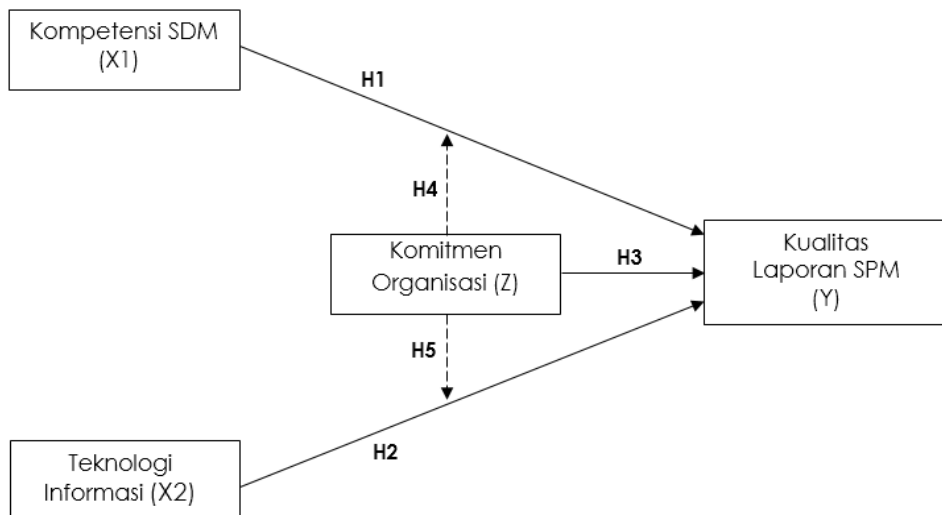 Kompetensi SDM
(X1)
H1
H4
Komitmen
Organisasi (Z)
H3
Kualitas
Laporan SPM
(Y)
H5
H2
Teknologi
Informasi (X2)